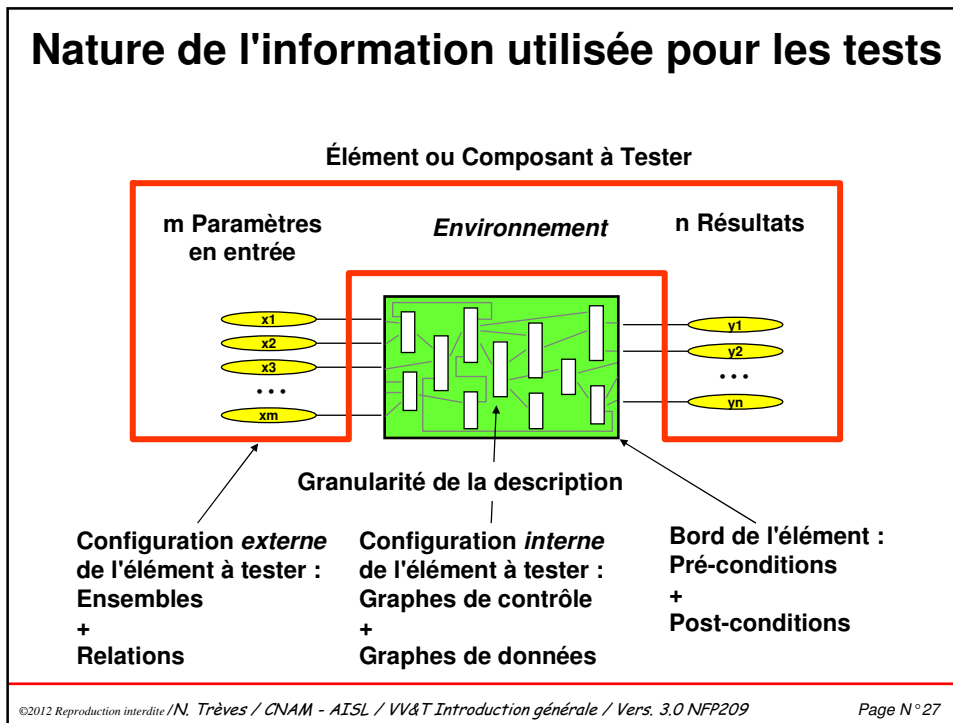 Nature de l'information utilisée pour les tests
Élément ou Composant à Tester
m Paramètres
en entrée
Environnement
n Résultats
x1
x2
x3
...
xm
y1
y2
...
yn
Granularité de la description
Configuration externe
de l'élément à tester :
Ensembles
+
Relations
Configuration interne
de l'élément à tester :
Graphes de contrôle
+
Graphes de données
Bord de l'élément :
Pré-conditions
+
Post-conditions
©2012 Reproduction interdite / N. Trèves / CNAM - AISL / VV&T Introduction générale / Vers. 3.0 NFP209 Page N° 27